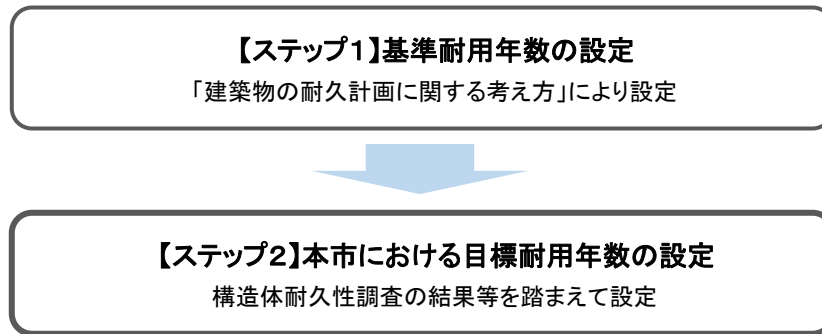 【ステップ１】基準耐用年数の設定
「建築物の耐久計画に関する考え方」により設定
【ステップ２】本市における目標耐用年数の設定
構造体耐久性調査の結果等を踏まえて設定